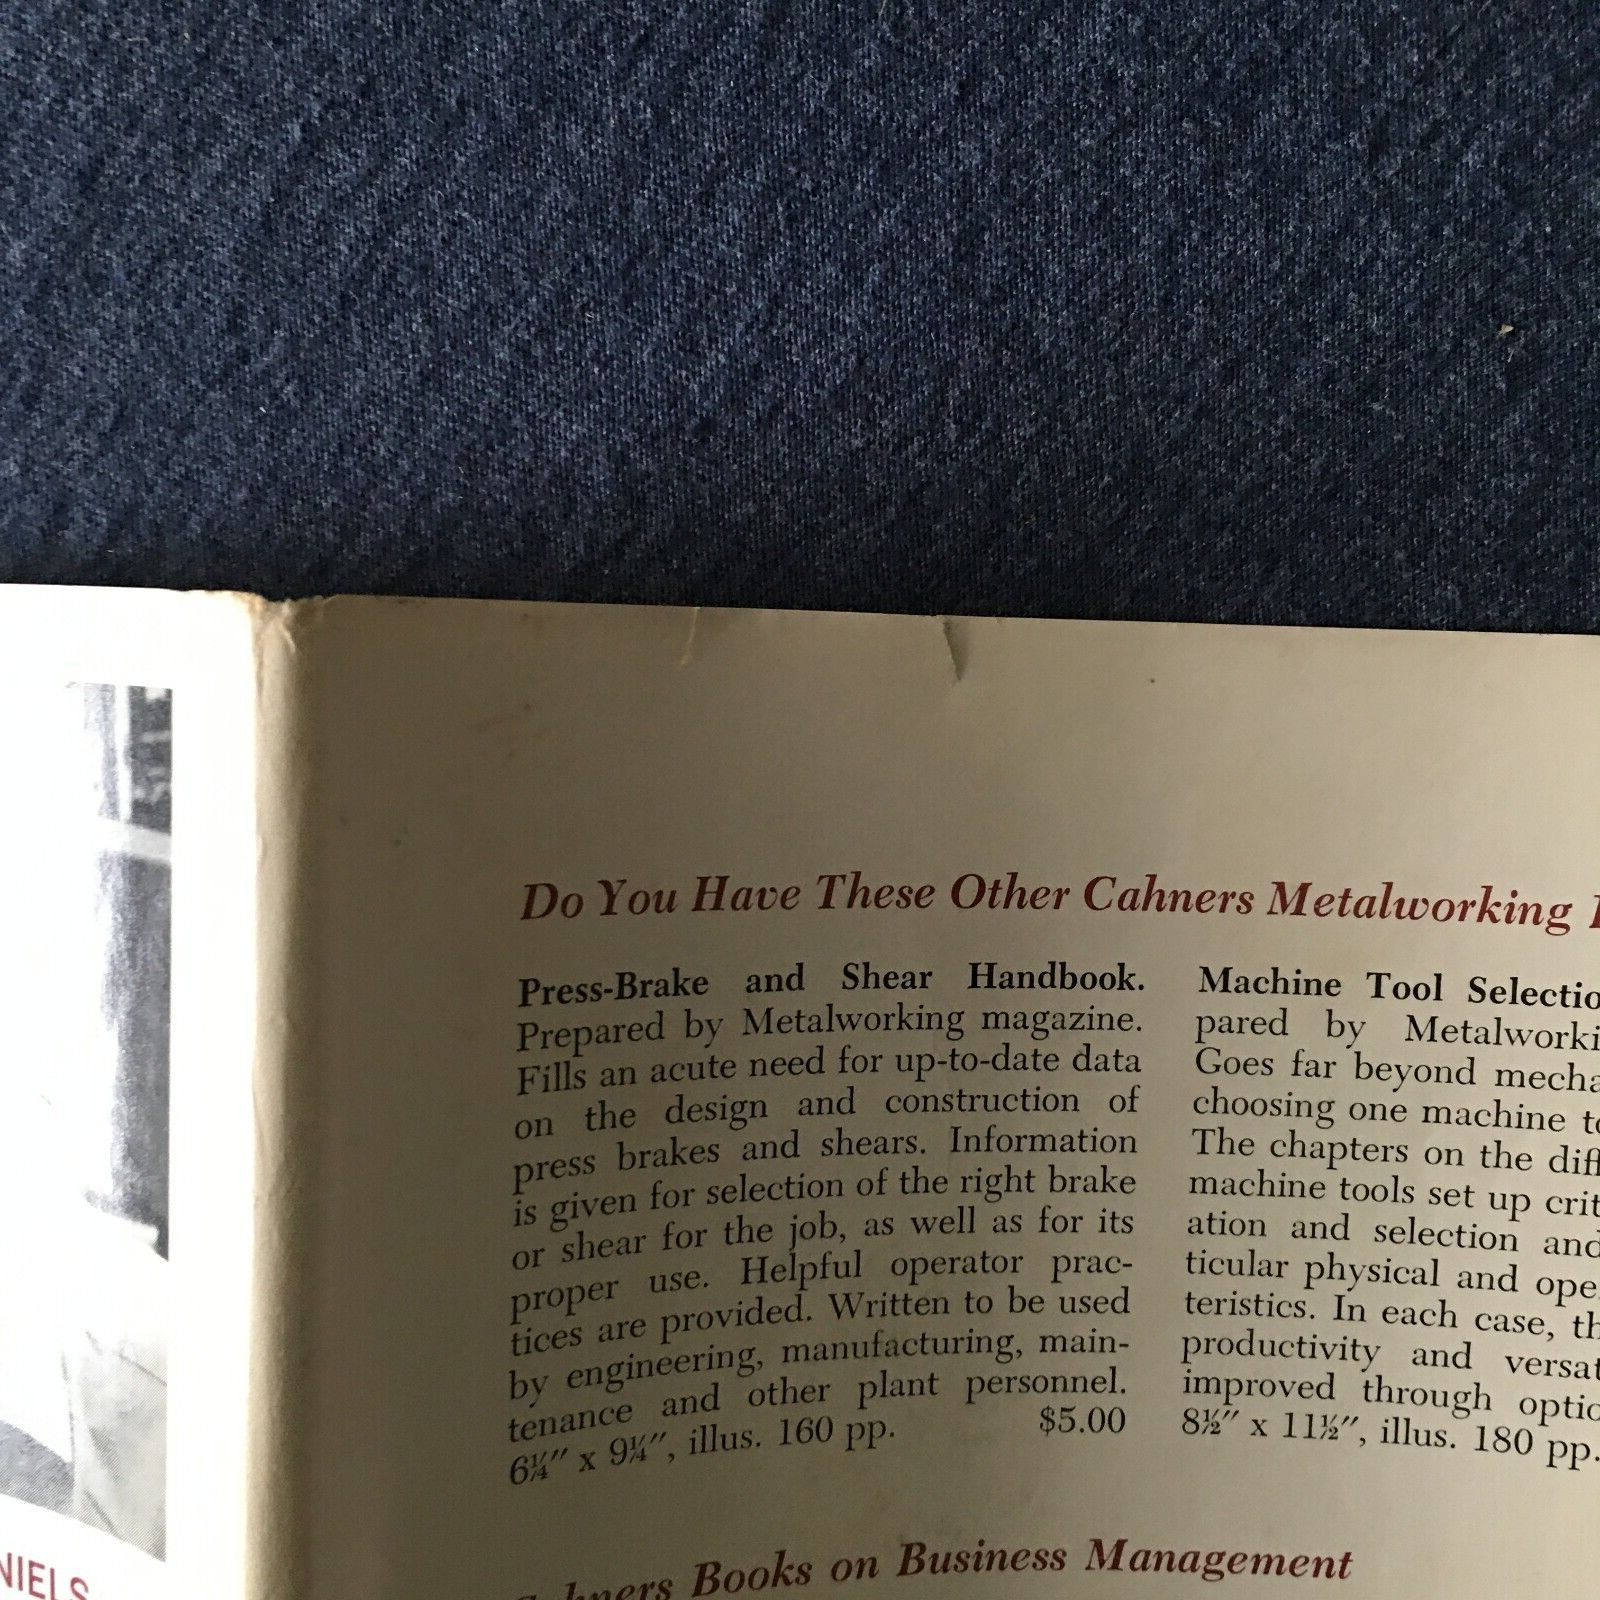 Do You Have These Other Cahners Metalworking
Press-Brake and Shear Handbook.
Prepared by Metalworking magazine.
Fills an acute need for up-to-date data
on the design and construction of
press brakes and shears. Information
is given for selection of the right brake
or shear for the job, as well as for its
proper use. Helpful operator prac-
tices are provided. Written to be used
by engineering, manufacturing, main-
tenance and other plant personnel.
6¼″ x 9¼″, illus. 160 pp. $5.00
Machine Tool Selectio
pared by Metalworki
Goes far beyond mecha
choosing one machine to
The chapters on the diff
machine tools set up crit
ation and selection and
ticular physical and ope
teristics. In each case, th
productivity and versat
improved through optio
8½″ x 11½″, illus. 180 pp.
Cahners Books on Business Management
NIELS